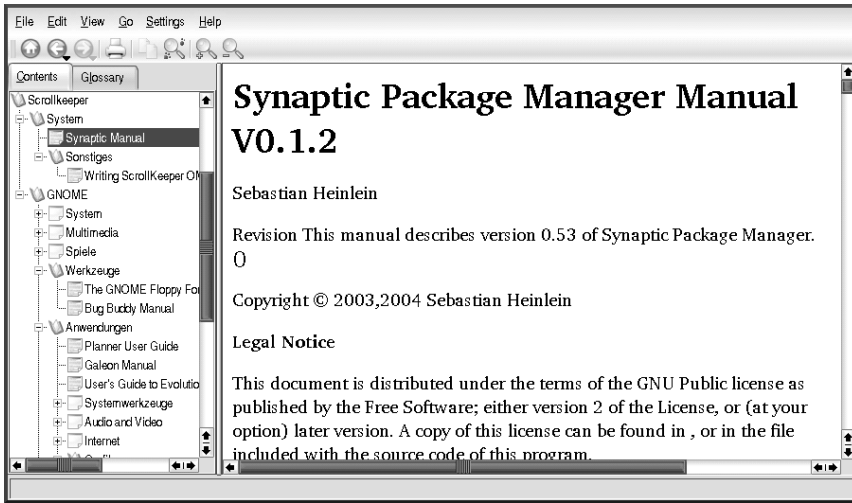 File Edit View Go Settings Help
Contents Glossary
Scrollkeeper
System
Synaptic Manual
Sonstiges
Writing ScrollKeeper
GNOME
System
Multimedia
Spiele
Werkzeuge
The GNOME Floppy
Bug Buddy Manual
Anwendungen
Planner User Guide
Galeon Manual
User's Guide to
Systemwerkzeuge
Audio and Video
Internet
Synaptic Package Manager Manual
V0.1.2
Sebastian Heinlein
Revision This manual describes version 0.53 of Synaptic Package Manager.
()
Copyright © 2003,2004 Sebastian Heinlein
Legal Notice
This document is distributed under the terms of the GNU Public license as
published by the Free Software; either version 2 of the License, or (at your
option) later version. A copy of this license can be found in , or in the file
included with the source code of this program.